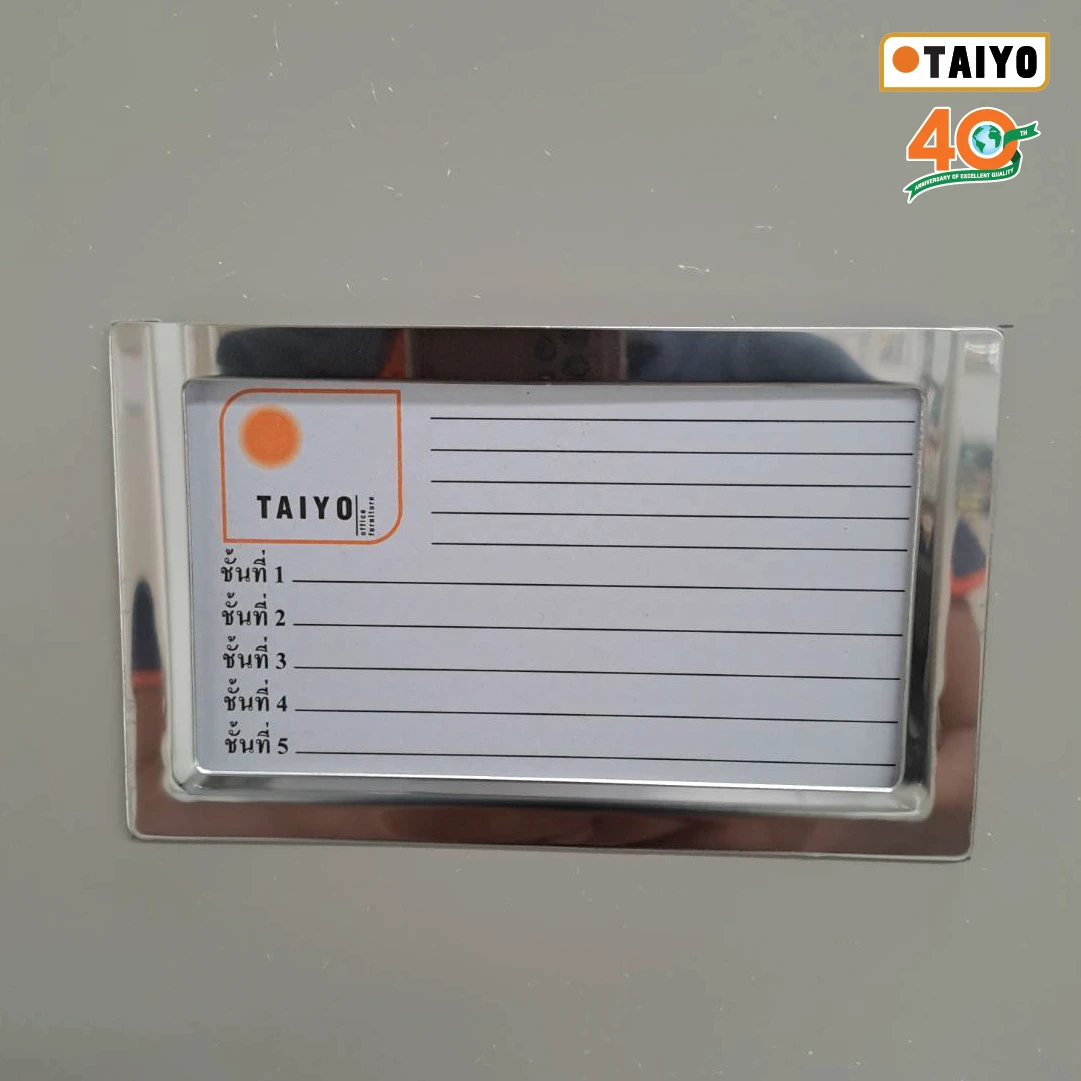 TAIYO
40TH
ANNIVERSARY OF EXCELLENT QUALITY
TAIYO
office
furniture
ชั้นที่ 1
ชั้นที่ 2
ชั้นที่ 3
ชั้นที่ 4
ชั้นที่ 5